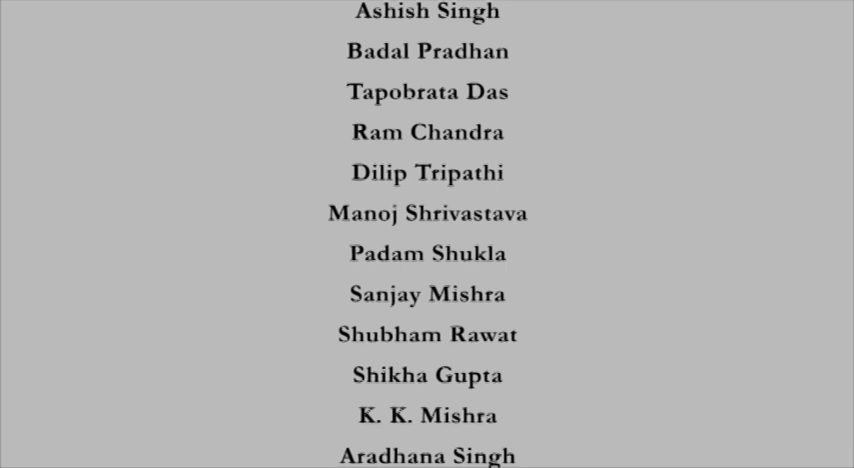 Ashish Singh
Badal Pradhan
Tapobrata Das
Ram Chandra
Dilip Tripathi
Manoj Shrivastava
Padam Shukla
Sanjay Mishra
Shubham Rawat
Shikha Gupta
K. K. Mishra
Aradhana Singh